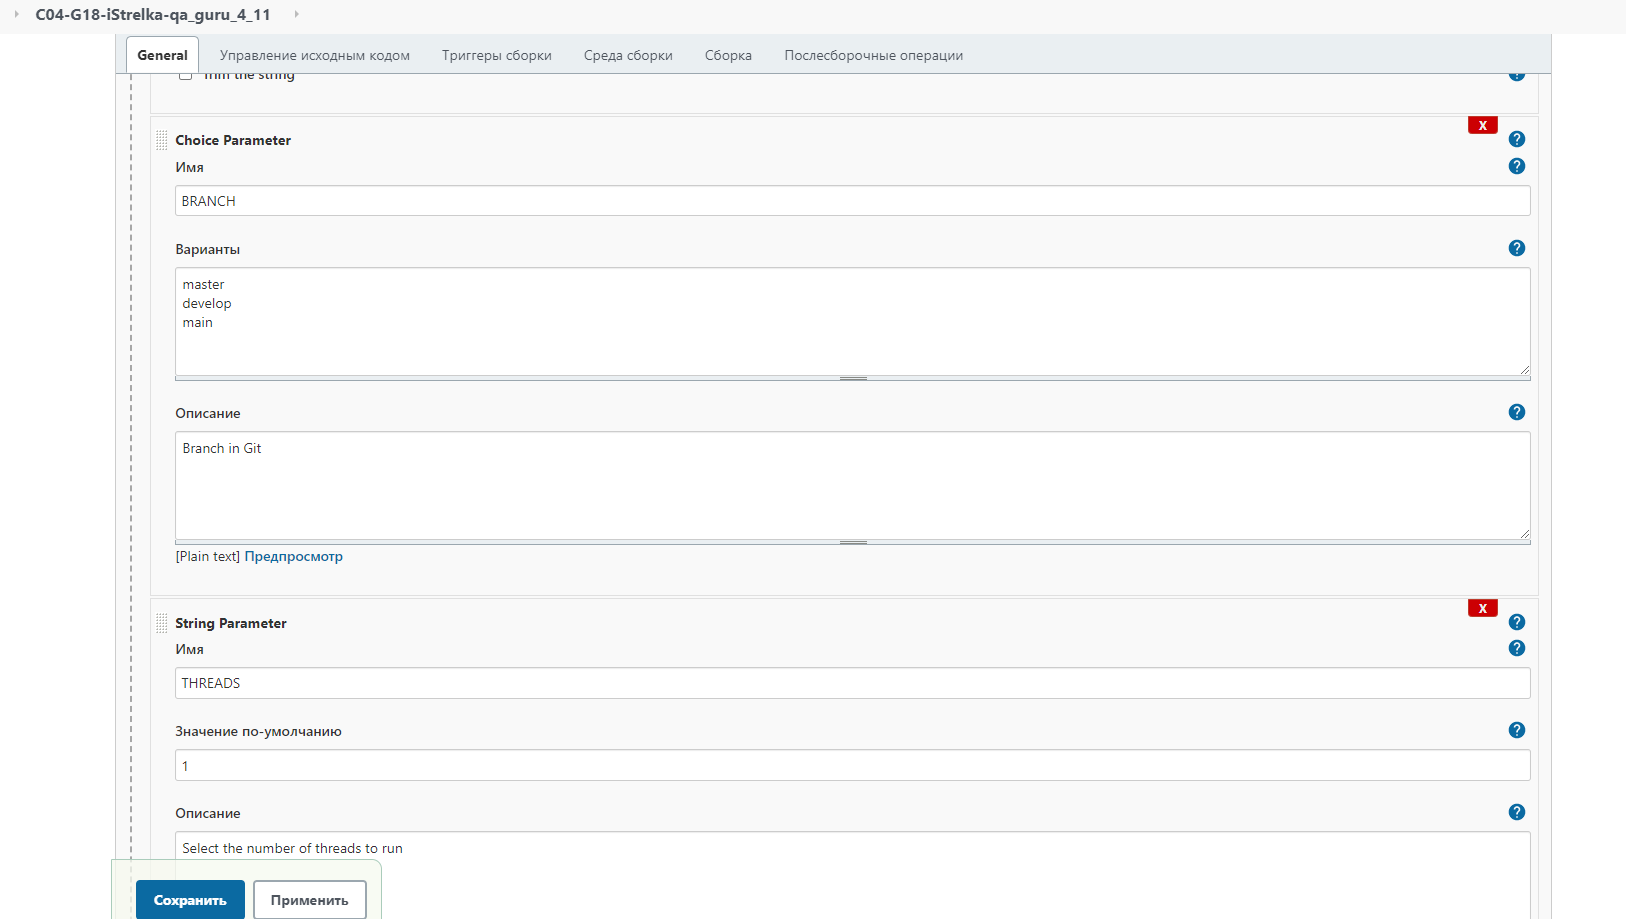 C04-G18-iStrelka-qa_guru_4_11
General Управление исходным кодом Триггеры сборки Среда сборки Сборка Послесборочные операции
Trim the string
?
X
Choice Parameter
?
Имя
?
BRANCH
Варианты
?
master
develop
main
Описание
?
Branch in Git
[Plain text] Предпросмотр
X
String Parameter
?
Имя
?
THREADS
Значение по-умолчанию
?
1
Описание
?
Select the number of threads to run
Сохранить Применить